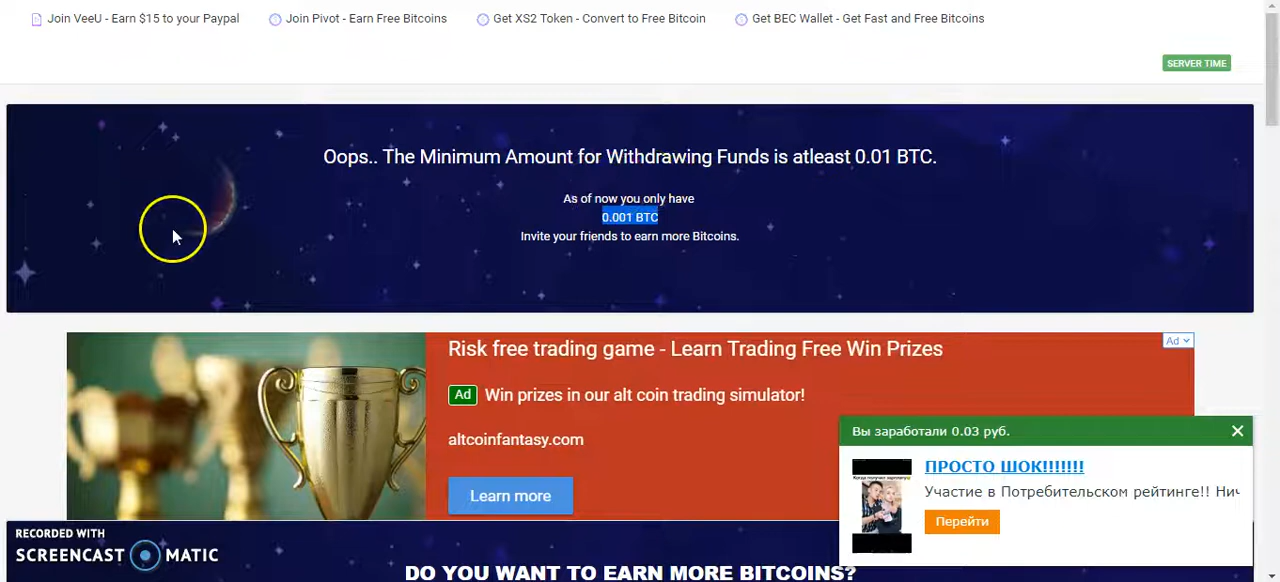 Join VeeU - Earn $15 to your Paypal
Join Pivot - Earn Free Bitcoins
Get XS2 Token - Convert to Free Bitcoin
Get BEC Wallet - Get Fast and Free Bitcoins
SERVER TIME
Oops.. The Minimum Amount for Withdrawing Funds is atleast 0.01 BTC.
As of now you only have
0.001 BTC
Invite your friends to earn more Bitcoins.
Risk free trading game - Learn Trading Free Win Prizes
Ad
Ad Win prizes in our alt coin trading simulator!
altcoinfantasy.com
Learn more
Вы заработали 0.03 руб.
ПРОСТО ШОК!!!!!!!
Участие в Потребительском рейтинге!! Нич
Перейти
RECORDED WITH
SCREENCAST MATIC
DO YOU WANT TO EARN MORE BITCOINS?